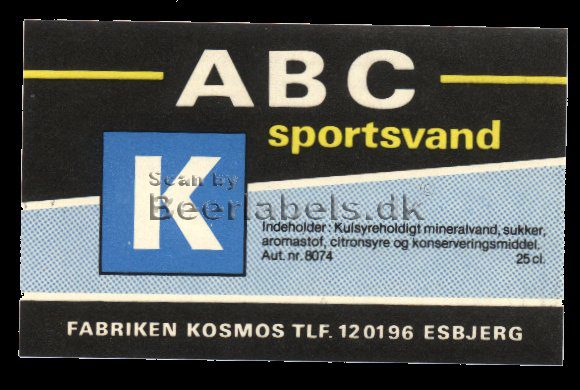 ABC
sportsvand
K
Scan by
Beerlabels.dk
Indeholder: Kulsyreholdigt mineralvand, sukker,
aromastof, citronsyre og konserveringsmiddel.
Aut. nr. 8074 25 cl.
FABRIKEN KOSMOS TLF. 120196 ESBJERG